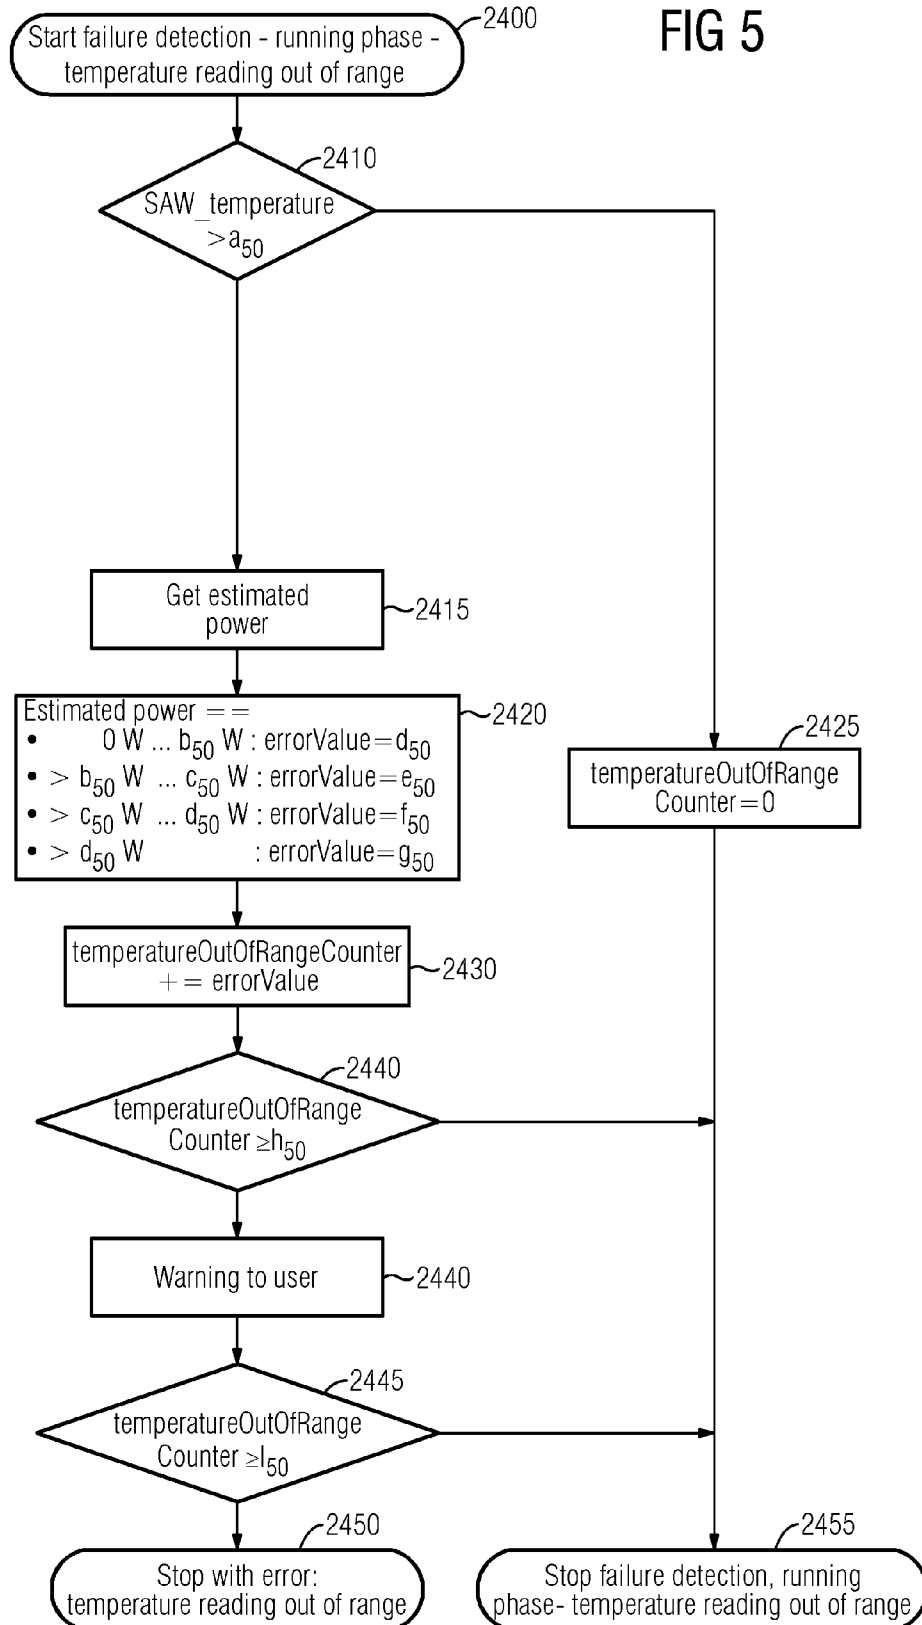 FIG 5
Start failure detection - running phase -
temperature reading out of range
2400
2410
SAW_temperature
>a50
Get estimated
power
2415
Estimated power ==
• 0 W ... b50 W : errorValue=d50
• > b50 W ... c50 W : errorValue=e50
• > c50 W ... d50 W : errorValue=f50
• > d50 W : errorValue=g50
2420
2425
temperatureOutOfRange
Counter=0
temperatureOutOfRangeCounter
+= errorValue
2430
2440
temperatureOutOfRange
Counter ≥h50
Warning to user
2440
2445
temperatureOutOfRange
Counter ≥l50
2450
Stop with error:
temperature reading out of range
2455
Stop failure detection, running
phase- temperature reading out of range